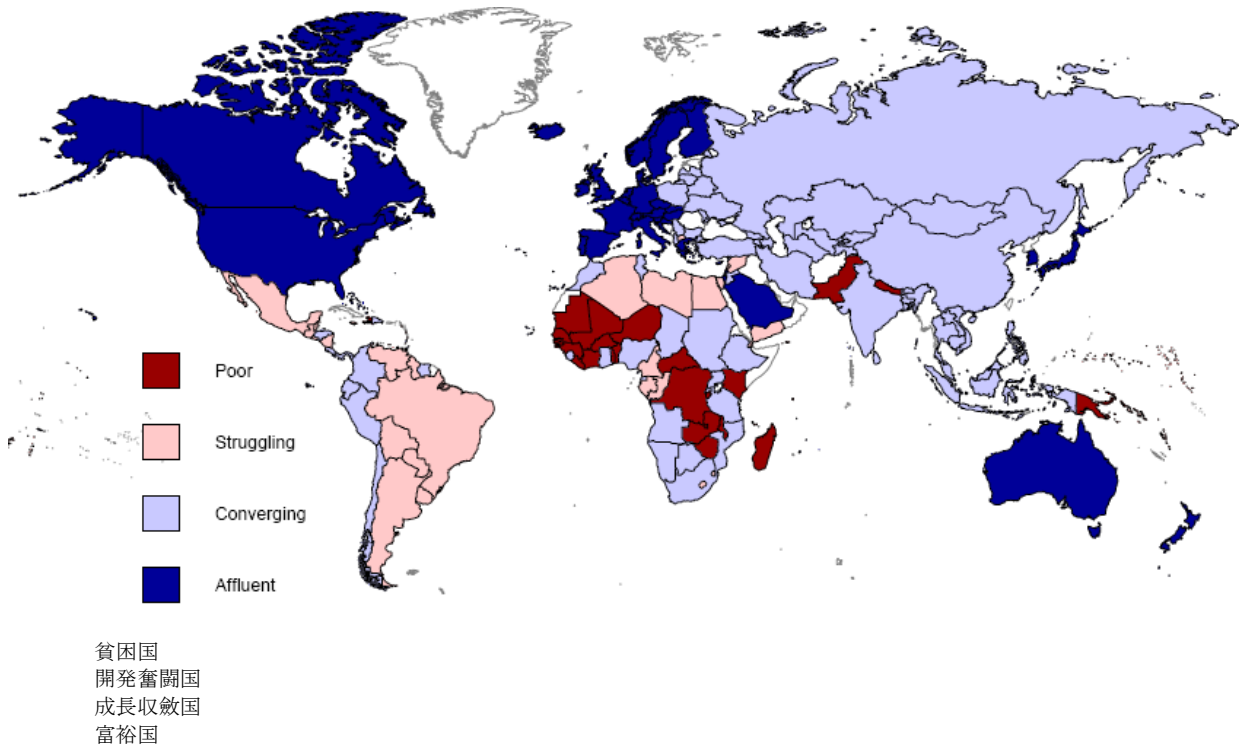 Poor
Struggling
Converging
Affluent
貧困国
開発奮闘国
成長収斂国
富裕国